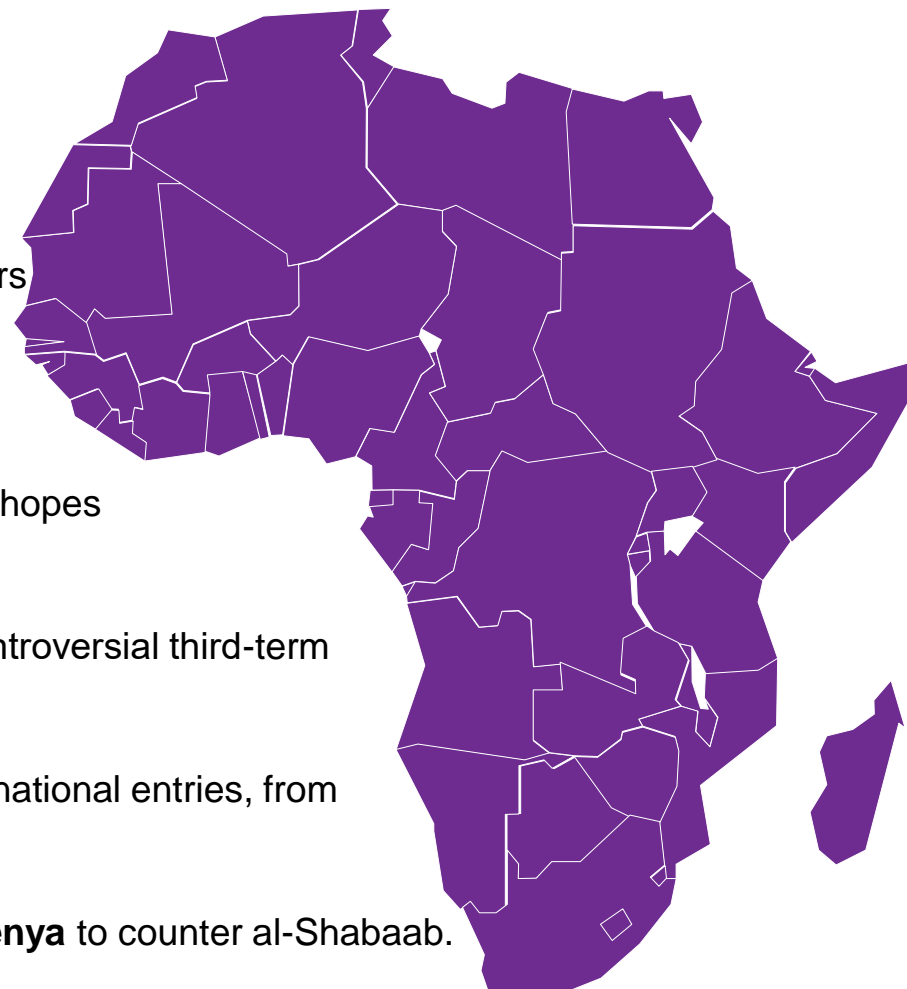 rs
hopes
ntroversial third-term
national entries, from
enya to counter al-Shabaab.